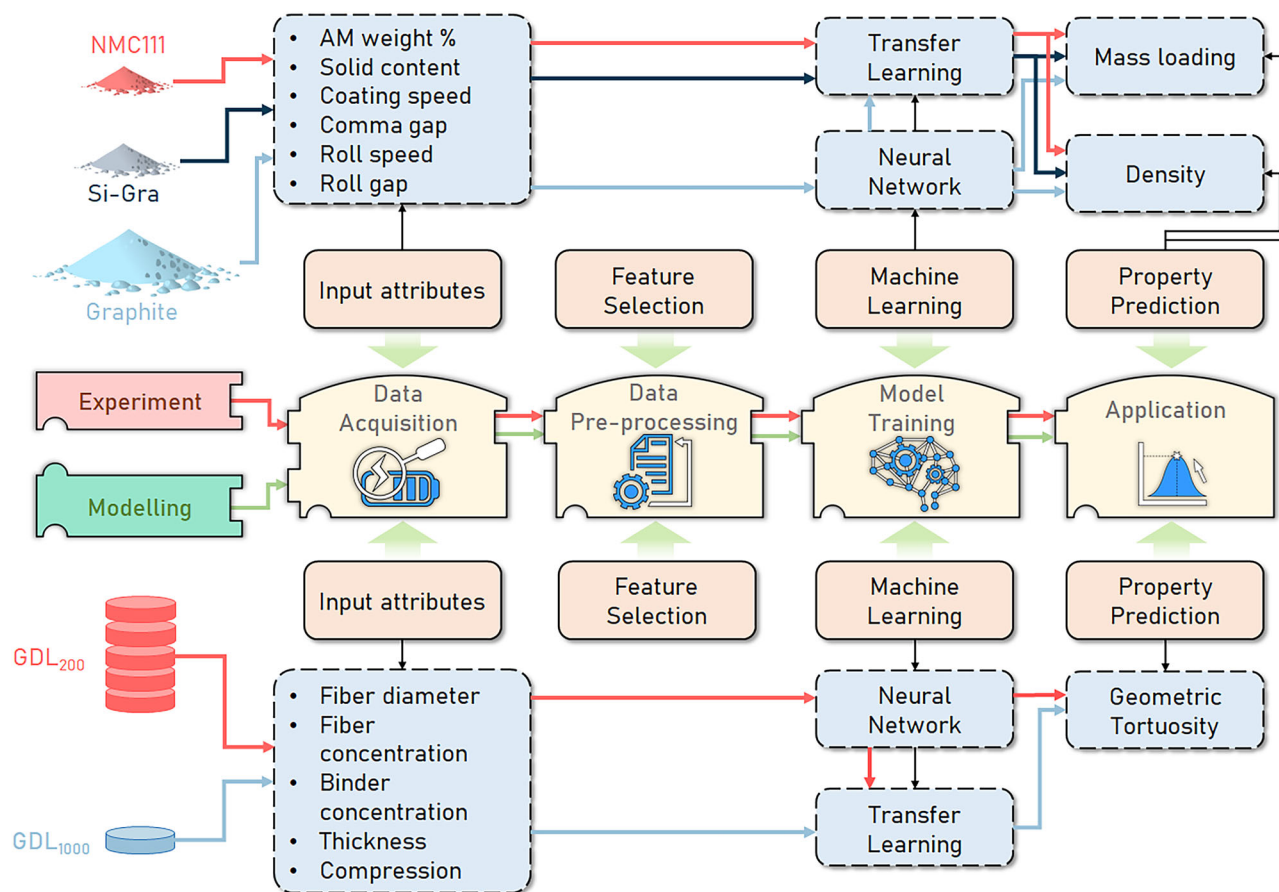 NMC111
Si-Gra
Graphite
• AM weight %
• Solid content
• Coating speed
• Comma gap
• Roll speed
• Roll gap
Transfer
Learning
Neural
Network
Mass loading
Density
Input attributes
Feature
Selection
Machine
Learning
Property
Prediction
Experiment
Modelling
Data
Acquisition
Data
Pre-processing
Model
Training
Application
Input attributes
Feature
Selection
Machine
Learning
Property
Prediction
GDL200
GDL1000
• Fiber diameter
• Fiber
concentration
• Binder
concentration
• Thickness
• Compression
Neural
Network
Transfer
Learning
Geometric
Tortuosity